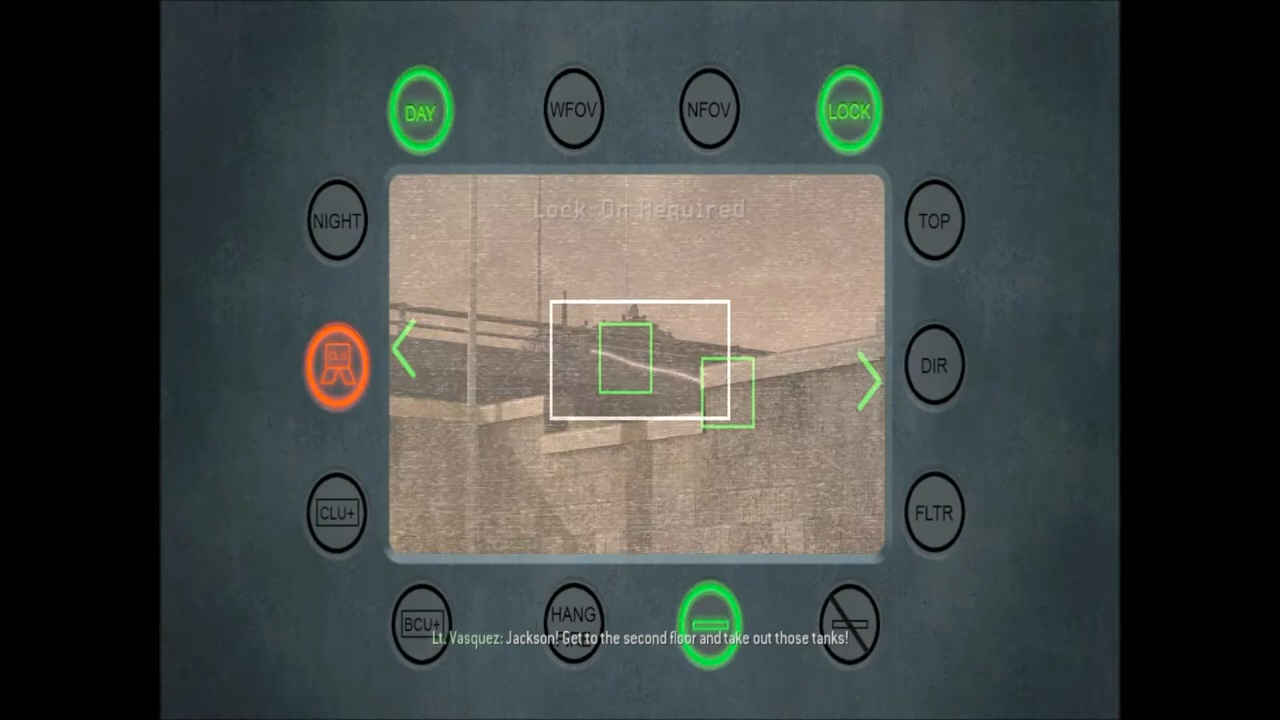 DAY
WFOV
NFOV
LOCK
NIGHT
Lock-On Required
TOP
CLU
DIR
CLU+
FLTR
BCU+
HANG
Lt. Vasquez: Jackson! Get to the second floor and take out those tanks!